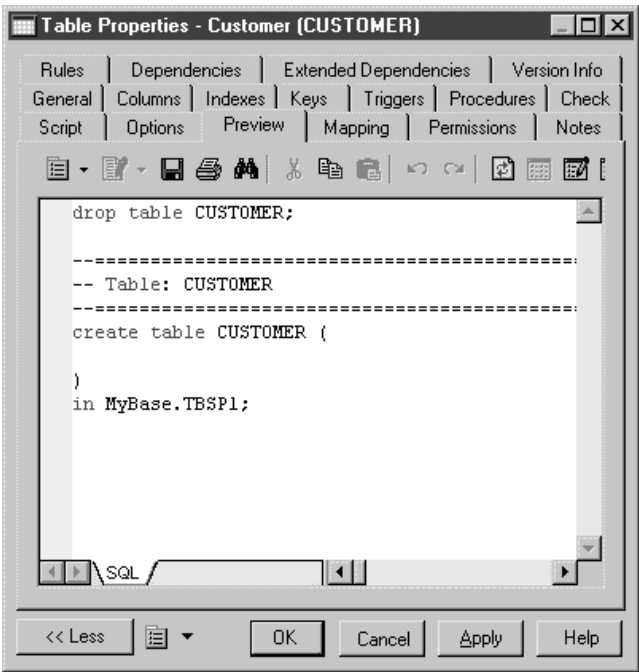 Table Properties - Customer (CUSTOMER)
Rules Dependencies Extended Dependencies Version Info
General Columns Indexes Keys Triggers Procedures Check
Script Options Preview Mapping Permissions Notes
drop table CUSTOMER;
--==============================================
-- Table: CUSTOMER
--==============================================
create table CUSTOMER (
)
in MyBase.TBSP1;
SQL
<< Less OK Cancel Apply Help